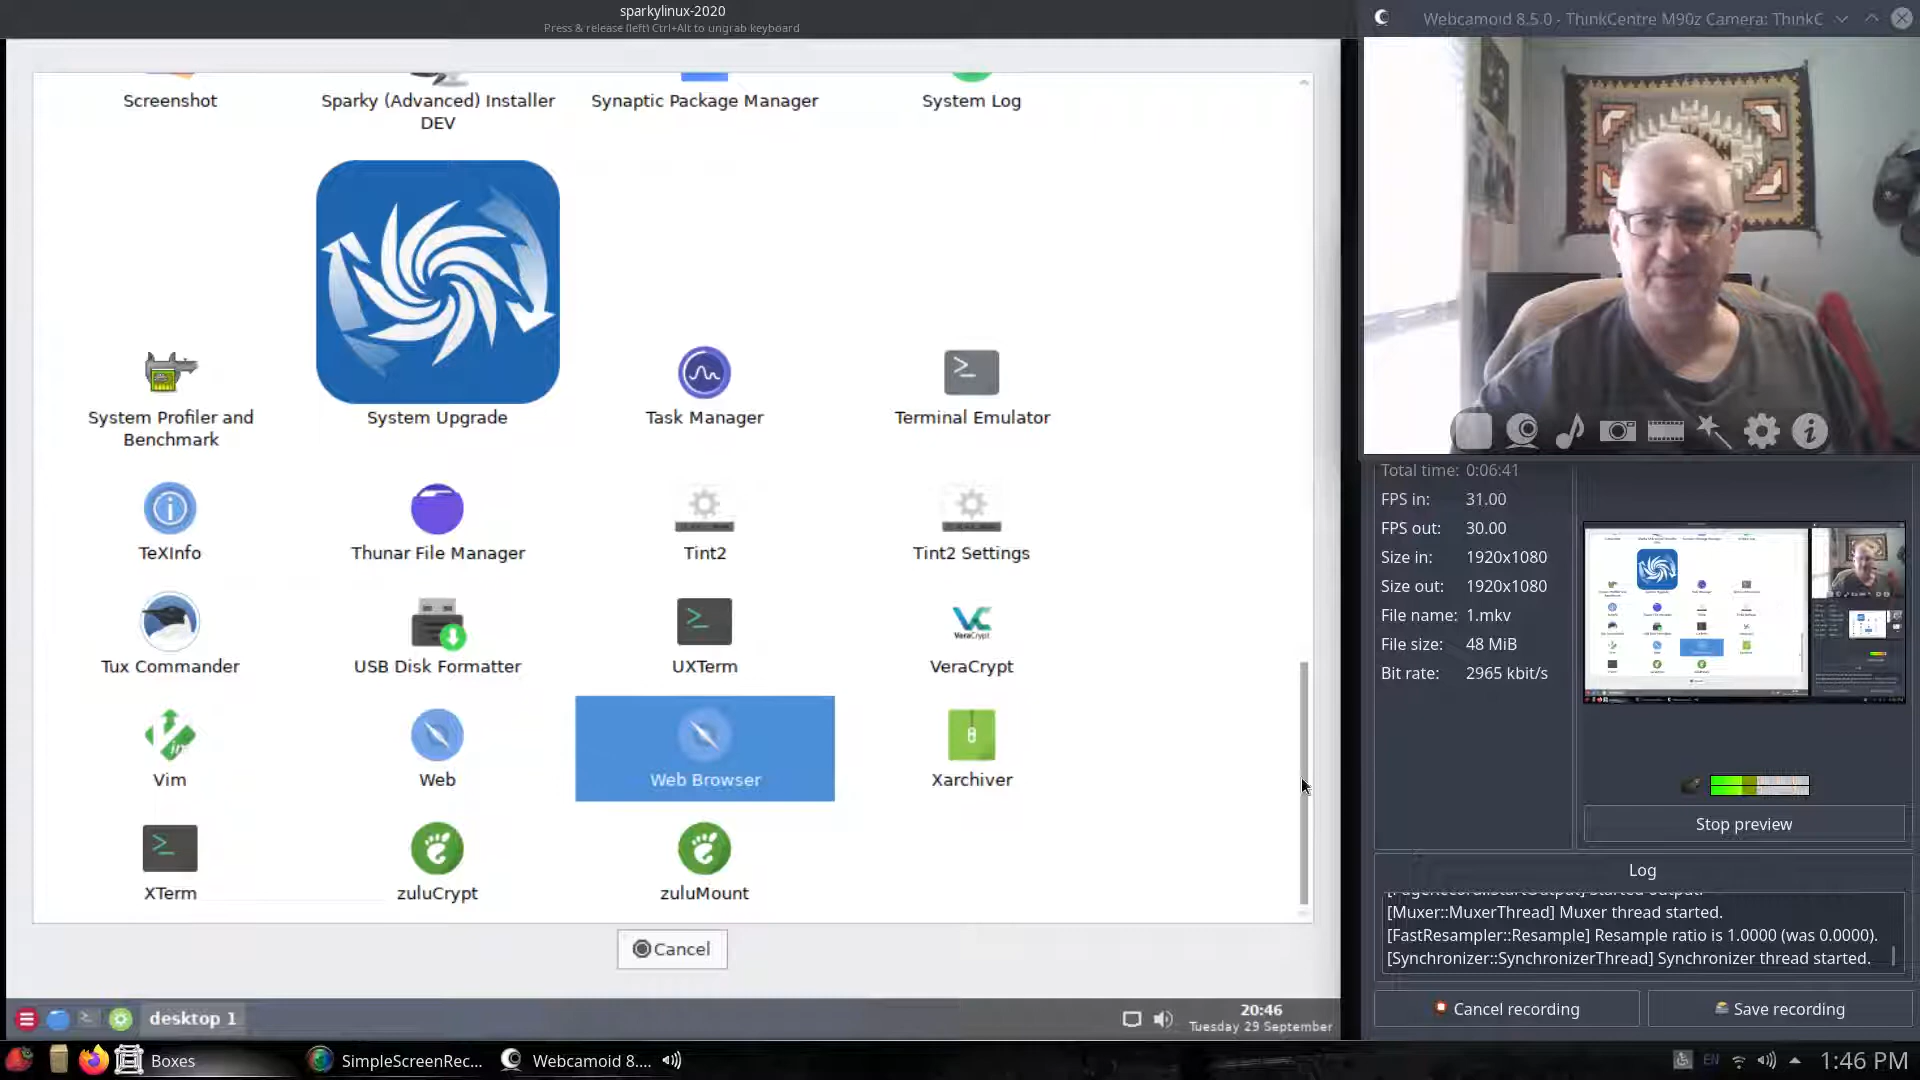 sparkylinux-2020
Press & release (left) Ctrl+Alt to ungrab keyboard
Webcamoid 8.5.0 - ThinkCentre M90z Camera: ThinkC
Screenshot
Sparky (Advanced) Installer
DEV
Synaptic Package Manager
System Log
System Profiler and
Benchmark
System Upgrade
Task Manager
Terminal Emulator
TeXInfo
Thunar File Manager
Tint2
Tint2 Settings
Tux Commander
USB Disk Formatter
UXTerm
VeraCrypt
VeraCrypt
Vim
Web
Web Browser
Xarchiver
XTerm
zuluCrypt
zuluMount
Cancel
desktop 1
20:46
Tuesday 29 September
Total time: 0:06:41
FPS in: 31.00
FPS out: 30.00
Size in: 1920x1080
Size out: 1920x1080
File name: 1.mkv
File size: 48 MiB
Bit rate: 2965 kbit/s
Stop preview
Log
[Muxer::MuxerThread] Muxer thread started.
[FastResampler::Resample] Resample ratio is 1.0000 (was 0.0000).
[Synchronizer::SynchronizerThread] Synchronizer thread started.
Cancel recording
Save recording
Boxes
SimpleScreenRec...
Webcamoid 8....
EN
1:46 PM